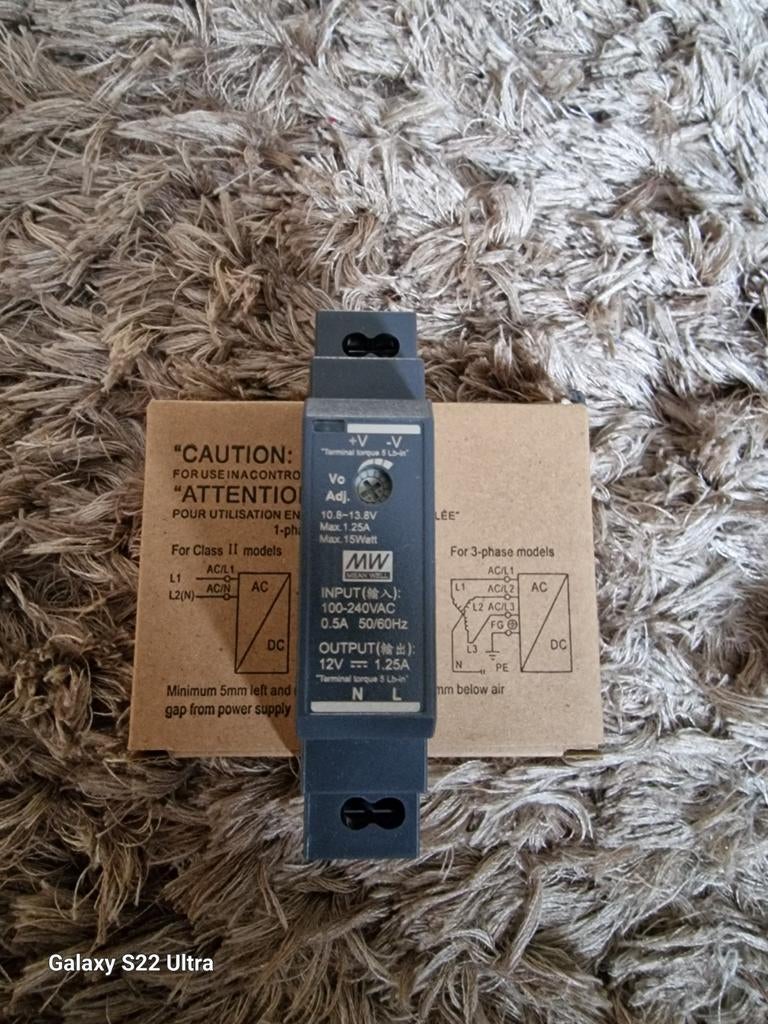 "CAUTION:
FOR USE IN A CONTRO
"ATTENTIO
POUR UTILISATION EN
LÉE"
1-pha
For Class II models
AC/L1
L1
AC/N
L2(N)
AC
DC
Minimum 5mm left and
gap from power supply
+V -V
"Terminal torque 5 Lb-in"
Vo
Adj.
10.8~13.8V
Max.1.25A
Max.15Watt
MW
MEAN WELL
INPUT(輸入):
100-240VAC
0.5A 50/60Hz
OUTPUT(輸出):
12V ⎓ 1.25A
"Terminal torque 5 Lb-in"
N L
For 3-phase models
AC/L1
L1
AC/L2
L2
AC/L3
FG
L3
N
PE
AC
DC
mm below air
Galaxy S22 Ultra